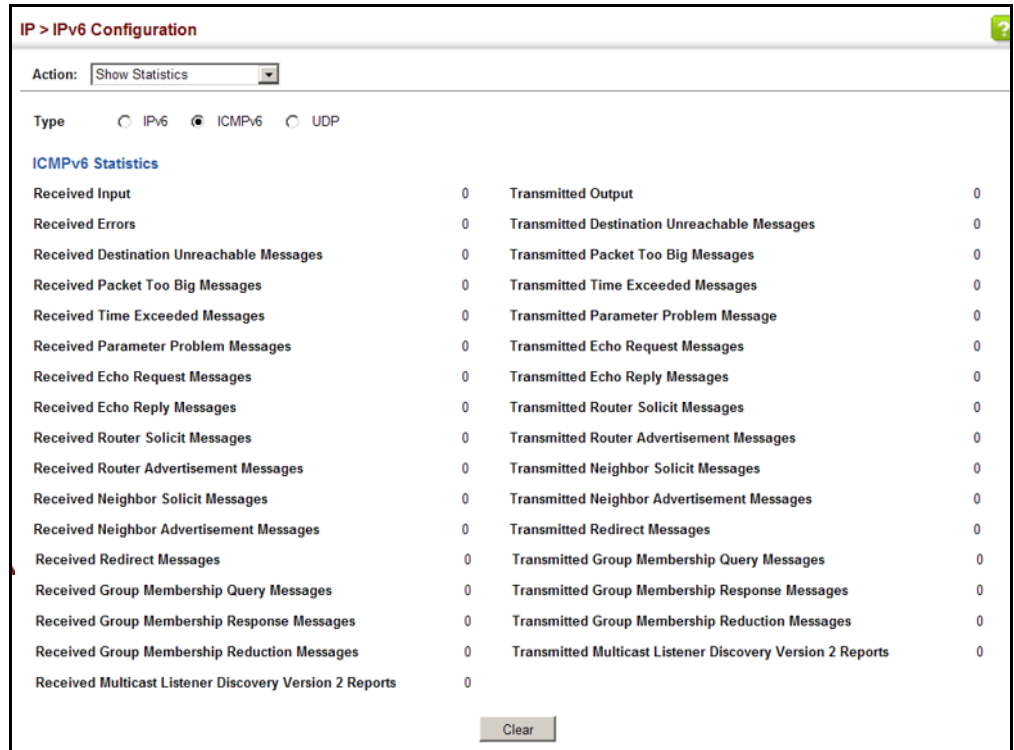 IP > IPv6 Configuration
?
Action: Show Statistics
Type IPv6 ICMPv6 UDP
ICMPv6 Statistics
Received Input 0 Transmitted Output 0
Received Errors 0 Transmitted Destination Unreachable Messages 0
Received Destination Unreachable Messages 0 Transmitted Packet Too Big Messages 0
Received Packet Too Big Messages 0 Transmitted Time Exceeded Messages 0
Received Time Exceeded Messages 0 Transmitted Parameter Problem Message 0
Received Parameter Problem Messages 0 Transmitted Echo Request Messages 0
Received Echo Request Messages 0 Transmitted Echo Reply Messages 0
Received Echo Reply Messages 0 Transmitted Router Solicit Messages 0
Received Router Solicit Messages 0 Transmitted Router Advertisement Messages 0
Received Router Advertisement Messages 0 Transmitted Neighbor Solicit Messages 0
Received Neighbor Solicit Messages 0 Transmitted Neighbor Advertisement Messages 0
Received Neighbor Advertisement Messages 0 Transmitted Redirect Messages 0
Received Redirect Messages 0 Transmitted Group Membership Query Messages 0
Received Group Membership Query Messages 0 Transmitted Group Membership Response Messages 0
Received Group Membership Response Messages 0 Transmitted Group Membership Reduction Messages 0
Received Group Membership Reduction Messages 0 Transmitted Multicast Listener Discovery Version 2 Reports 0
Received Multicast Listener Discovery Version 2 Reports 0
Clear